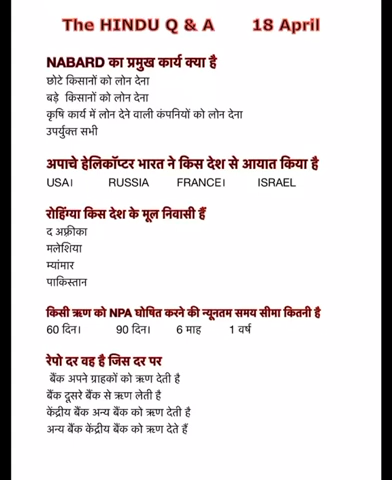 The HINDU Q & A 18 April
NABARD का प्रमुख कार्य क्या है
छोटे किसानों को लोन देना
बड़े किसानों को लोन देना
कृषि कार्य में लोन देने वाली कंपनियों को लोन देना
उपर्युक्त सभी
अपाचे हेलिकॉप्टर भारत ने किस देश से आयात किया है
USA। RUSSIA FRANCE। ISRAEL
रोहिंग्या किस देश के मूल निवासी हैं
द अफ़्रीका
मलेशिया
म्यांमार
पाकिस्तान
किसी ऋण को NPA घोषित करने की न्यूनतम समय सीमा कितनी है
60 दिन। 90 दिन। 6 माह 1 वर्ष
रेपो दर वह है जिस दर पर
बैंक अपने ग्राहकों को ऋण देती है
बैंक दूसरे बैंक से ऋण लेती है
केंद्रीय बैंक अन्य बैंक को ऋण देती है
अन्य बैंक केंद्रीय बैंक को ऋण देते हैं